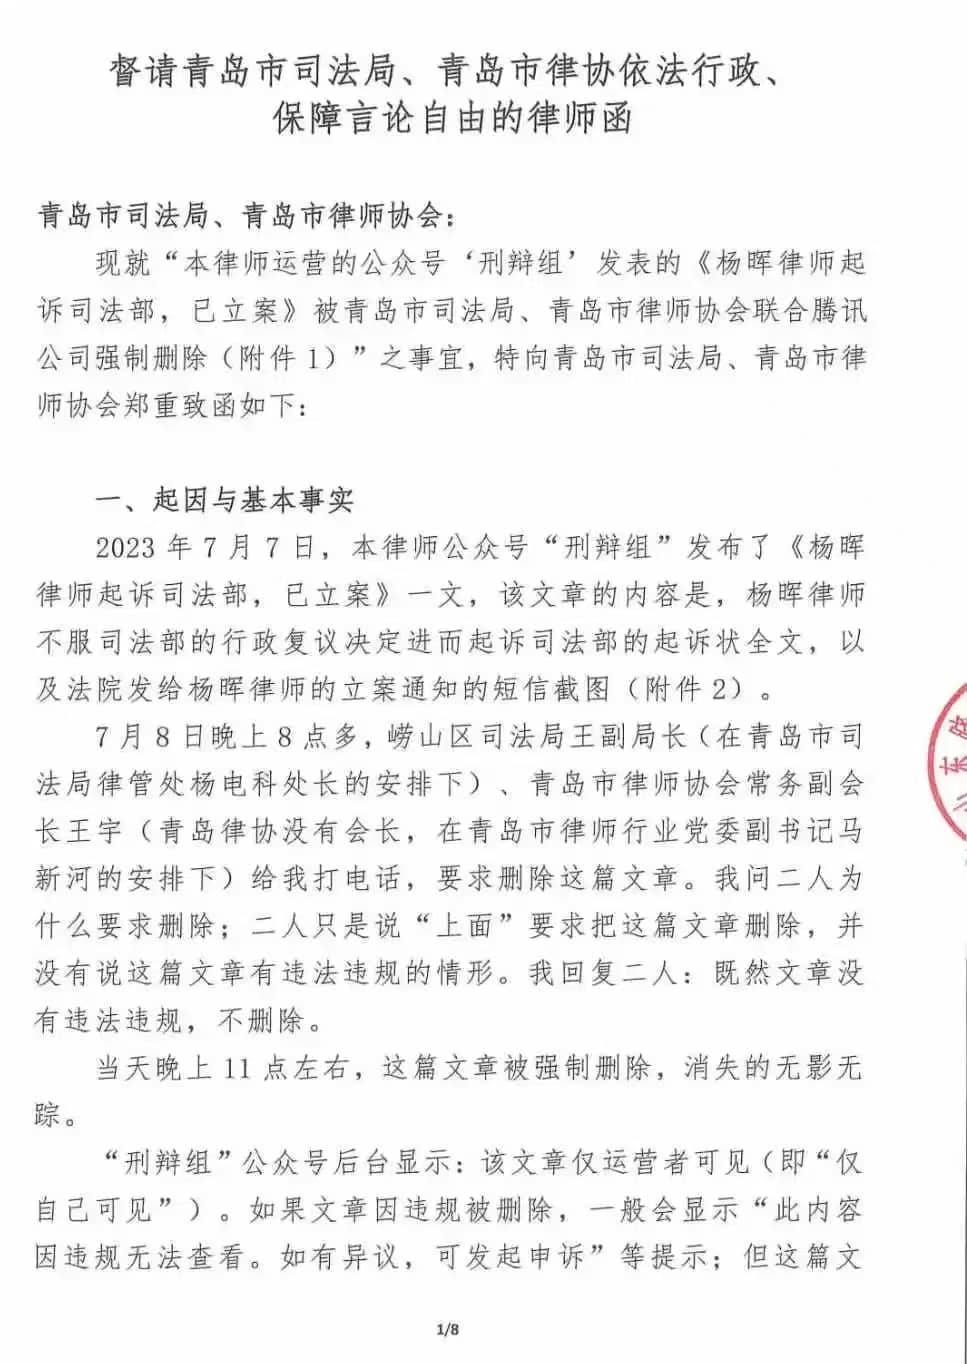 督请青岛市司法局、青岛市律协依法行政、
保障言论自由的律师函
青岛市司法局、青岛市律师协会：
现就“本律师运营的公众号‘刑辩组’发表的《杨晖律师起
诉司法部，已立案》被青岛市司法局、青岛市律师协会联合腾讯
公司强制删除（附件1）”之事宜，特向青岛市司法局、青岛市律
师协会郑重致函如下：
一、起因与基本事实
2023年7月7日，本律师公众号“刑辩组”发布了《杨晖
律师起诉司法部，已立案》一文，该文章的内容是，杨晖律师
不服司法部的行政复议决定进而起诉司法部的起诉状全文，以
及法院发给杨晖律师的立案通知的短信截图（附件2）。
7月8日晚上8点多，崂山区司法局王副局长（在青岛市司
法局律管处杨电科处长的安排下）、青岛市律师协会常务副会
长王宇（青岛律协没有会长，在青岛市律师行业党委副书记马
新河的安排下）给我打电话，要求删除这篇文章。我问二人为
什么要求删除；二人只是说“上面”要求把这篇文章删除，并
没有说这篇文章有违法违规的情形。我回复二人：既然文章没
有违法违规，不删除。
当天晚上11点左右，这篇文章被强制删除，消失的无影无
踪。
“刑辩组”公众号后台显示：该文章仅运营者可见（即“仅
自己可见”）。如果文章因违规被删除，一般会显示“此内容
因违规无法查看。如有异议，可发起申诉”等提示；但这篇文
1/8